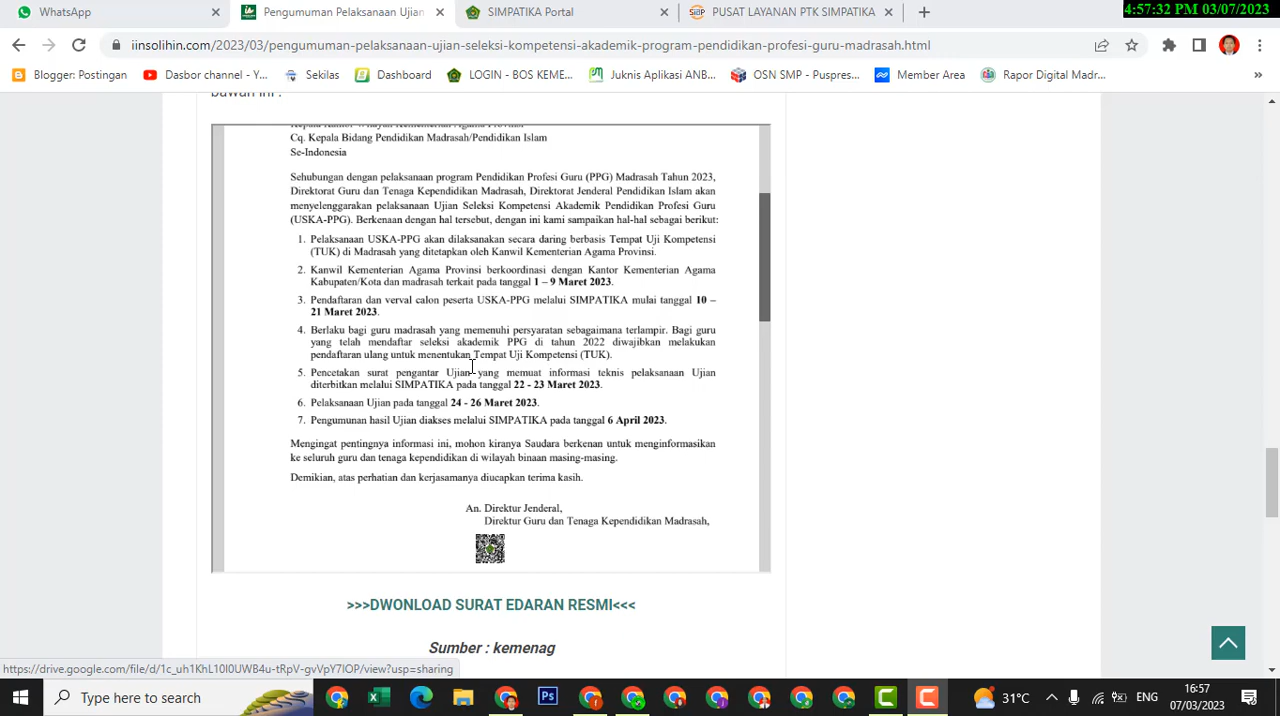 WhatsApp
Pengumuman Pelaksanaan Ujian
SIMPATIKA Portal
PUSAT LAYANAN PTK SIMPATIKA
4:57:32 PM 03/07/2023
iinsolihin.com/2023/03/pengumuman-pelaksanaan-ujian-seleksi-kompetensi-akademik-program-pendidikan-profesi-guru-madrasah.html
Blogger: Postingan
Dasbor channel - Y...
Sekilas
Dashboard
LOGIN - BOS KEME...
Juknis Aplikasi ANB...
OSN SMP - Puspres...
Member Area
Rapor Digital Madr...
»
bawah ini :
Kepala Kantor Wilayah Kementerian Agama Provinsi
Cq. Kepala Bidang Pendidikan Madrasah/Pendidikan Islam
Se-Indonesia
Sehubungan dengan pelaksanaan program Pendidikan Profesi Guru (PPG) Madrasah Tahun 2023,
Direktorat Guru dan Tenaga Kependidikan Madrasah, Direktorat Jenderal Pendidikan Islam akan
menyelenggarakan pelaksanaan Ujian Seleksi Kompetensi Akademik Pendidikan Profesi Guru
(USKA-PPG). Berkenaan dengan hal tersebut, dengan ini kami sampaikan hal-hal sebagai berikut:
1. Pelaksanaan USKA-PPG akan dilaksanakan secara daring berbasis Tempat Uji Kompetensi
(TUK) di Madrasah yang ditetapkan oleh Kanwil Kementerian Agama Provinsi.
2. Kanwil Kementerian Agama Provinsi berkoordinasi dengan Kantor Kementerian Agama
Kabupaten/Kota dan madrasah terkait pada tanggal 1 – 9 Maret 2023.
3. Pendaftaran dan verval calon peserta USKA-PPG melalui SIMPATIKA mulai tanggal 10 –
21 Maret 2023.
4. Berlaku bagi guru madrasah yang memenuhi persyaratan sebagaimana terlampir. Bagi guru
yang telah mendaftar seleksi akademik PPG di tahun 2022 diwajibkan melakukan
pendaftaran ulang untuk menentukan Tempat Uji Kompetensi (TUK).
5. Pencetakan surat pengantar Ujian yang memuat informasi teknis pelaksanaan Ujian
diterbitkan melalui SIMPATIKA pada tanggal 22 - 23 Maret 2023.
6. Pelaksanaan Ujian pada tanggal 24 - 26 Maret 2023.
7. Pengumunan hasil Ujian diakses melalui SIMPATIKA pada tanggal 6 April 2023.
Mengingat pentingnya informasi ini, mohon kiranya Saudara berkenan untuk menginformasikan
ke seluruh guru dan tenaga kependidikan di wilayah binaan masing-masing.
Demikian, atas perhatian dan kerjasamanya diucapkan terima kasih.
An. Direktur Jenderal,
Direktur Guru dan Tenaga Kependidikan Madrasah,
>>>DWONLOAD SURAT EDARAN RESMI<<<
Sumber : kemenag
https://drive.google.com/file/d/1c_uh1KhL10I0UWB4u-tRpV-gvVpY7lOP/view?usp=sharing
Type here to search
31°C
ENG
16:57
07/03/2023